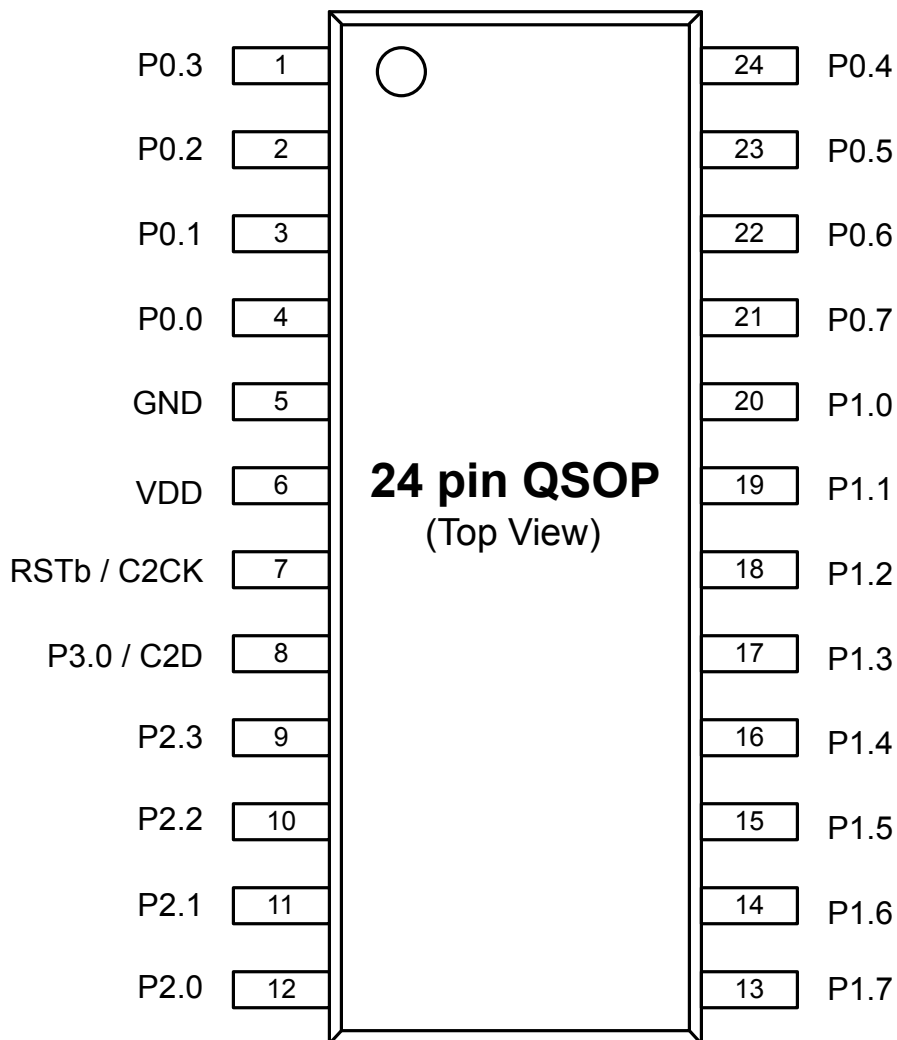 P0.3 1 24 P0.4
P0.2 2 23 P0.5
P0.1 3 22 P0.6
P0.0 4 21 P0.7
GND 5 20 P1.0
VDD 6 24 pin QSOP 19 P1.1
(Top View)
RSTb / C2CK 7 18 P1.2
P3.0 / C2D 8 17 P1.3
P2.3 9 16 P1.4
P2.2 10 15 P1.5
P2.1 11 14 P1.6
P2.0 12 13 P1.7